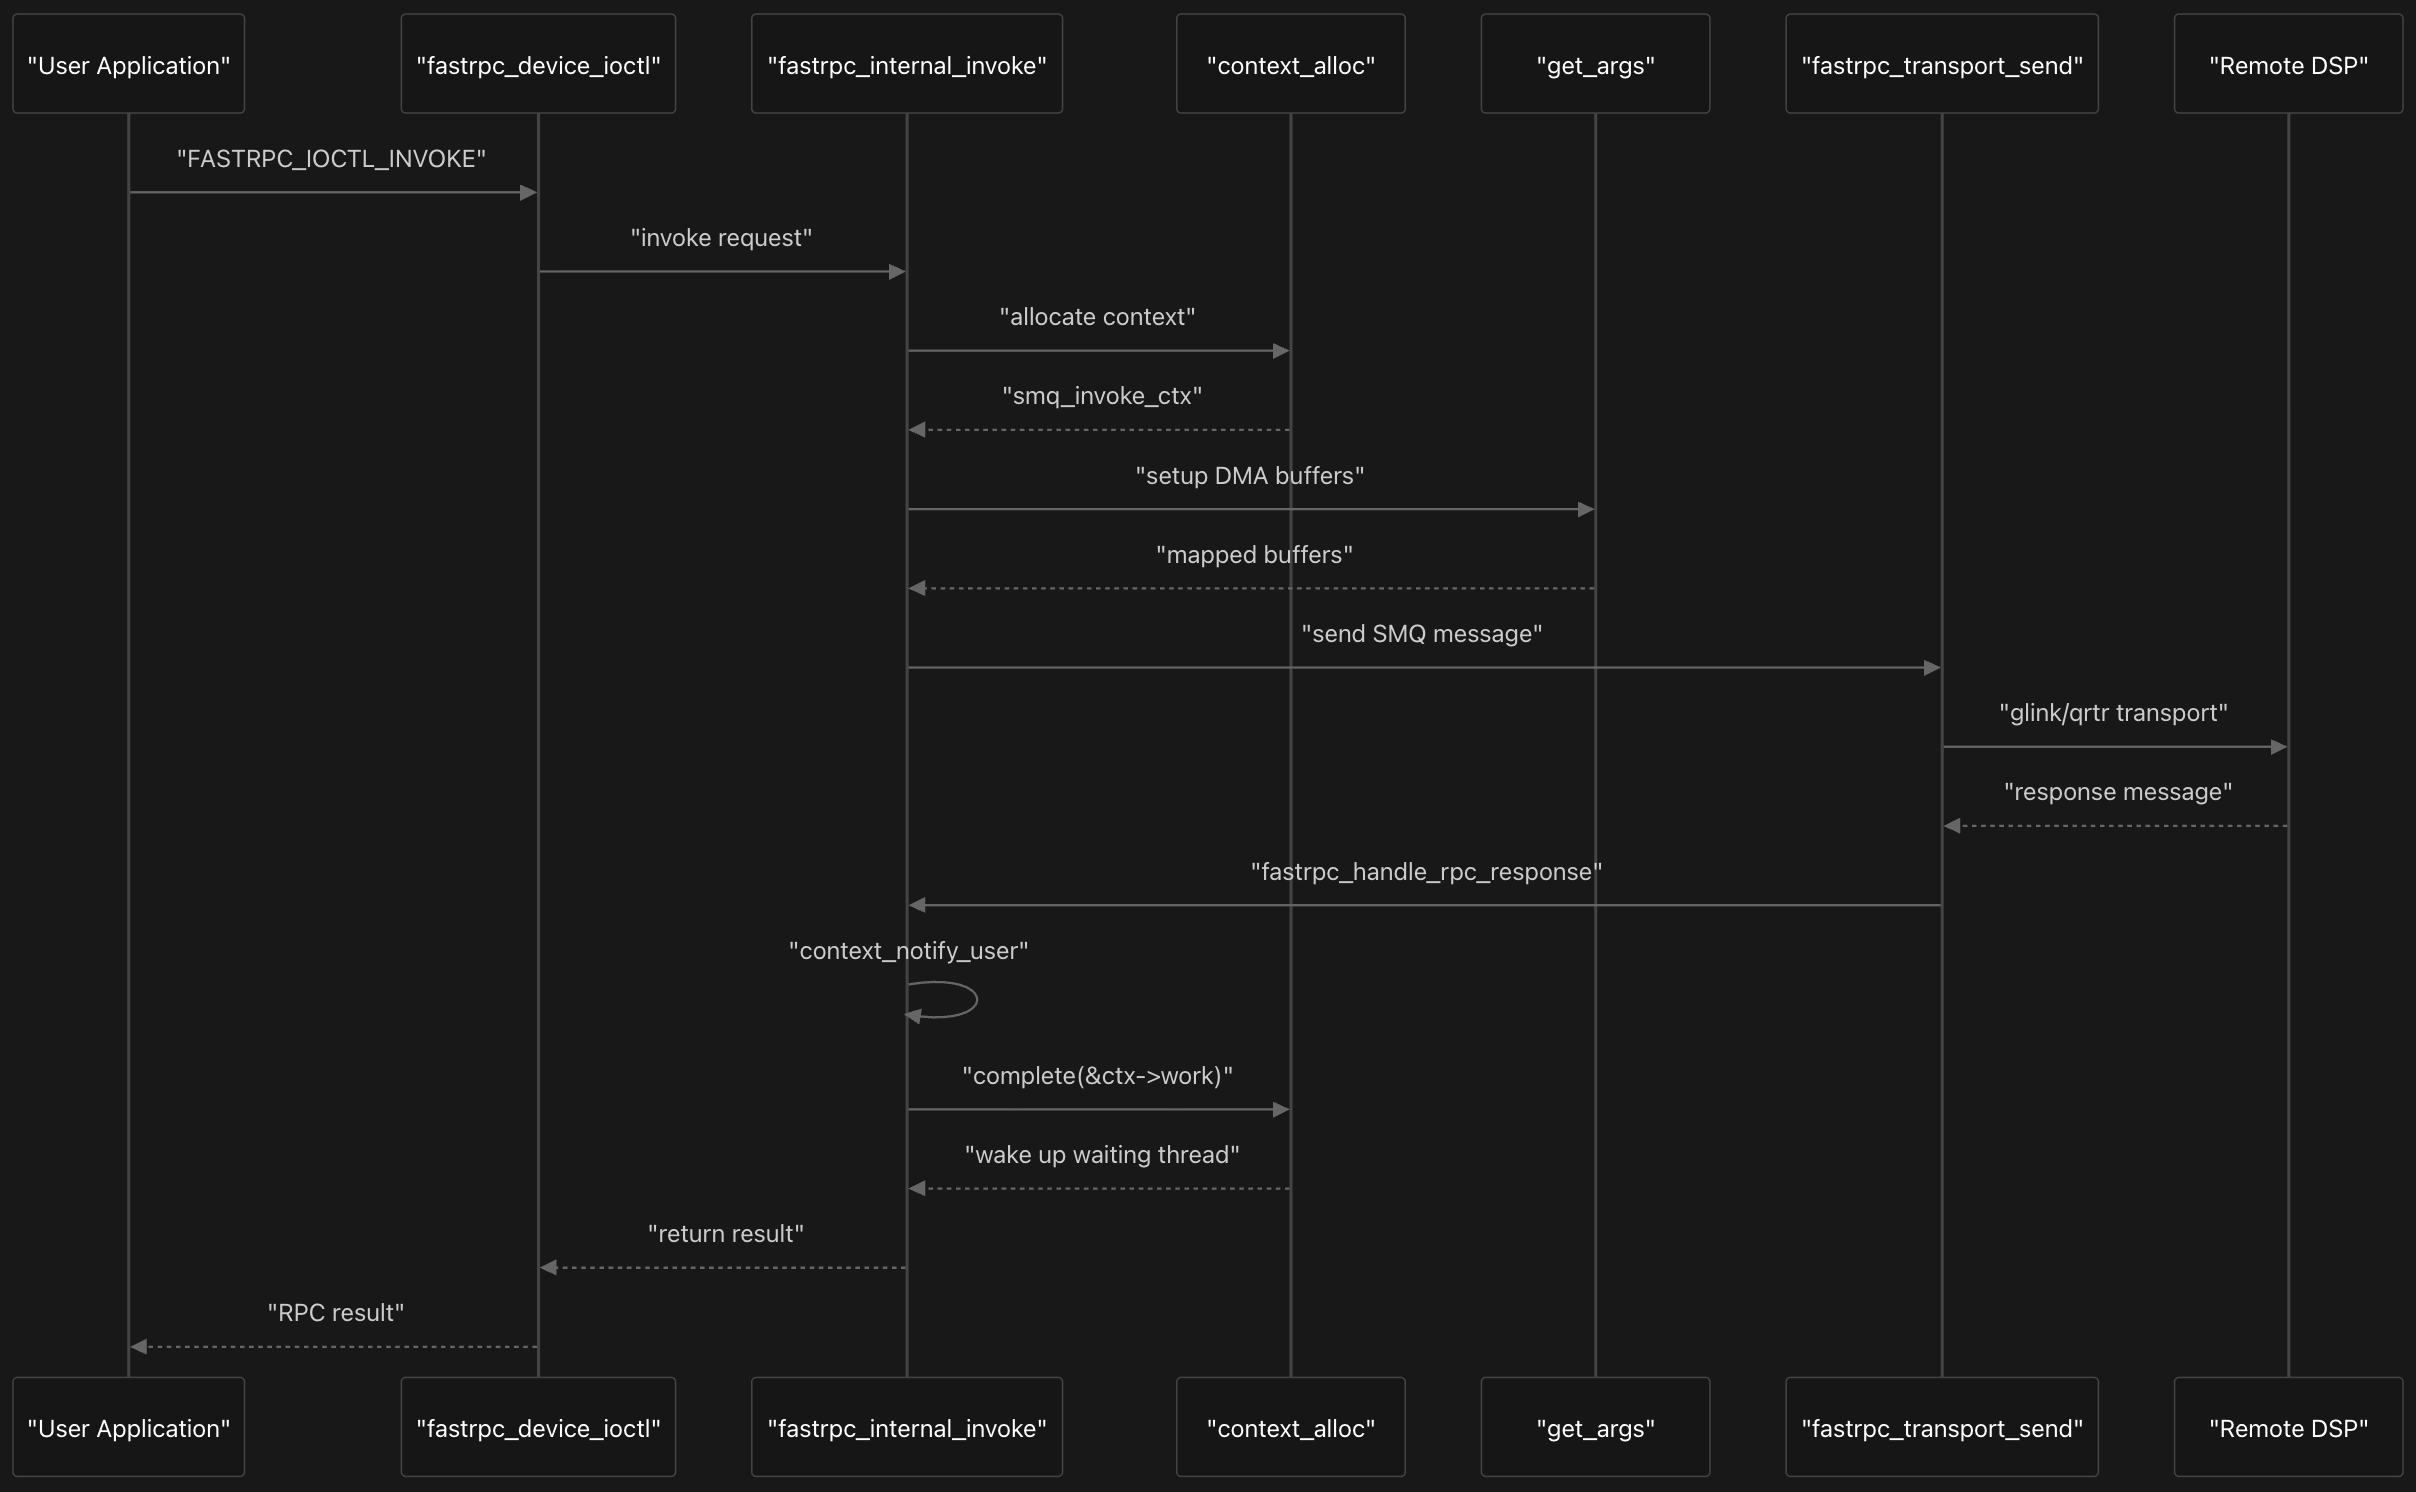 "User Application"
"fastrpc_device_ioctl"
"fastrpc_internal_invoke"
"context_alloc"
"get_args"
"fastrpc_transport_send"
"Remote DSP"
"FASTRPC_IOCTL_INVOKE"
"invoke request"
"allocate context"
"smq_invoke_ctx"
"setup DMA buffers"
"mapped buffers"
"send SMQ message"
"glink/qrtr transport"
"response message"
"fastrpc_handle_rpc_response"
"context_notify_user"
"complete(&ctx->work)"
"wake up waiting thread"
"return result"
"RPC result"
"User Application"
"fastrpc_device_ioctl"
"fastrpc_internal_invoke"
"context_alloc"
"get_args"
"fastrpc_transport_send"
"Remote DSP"